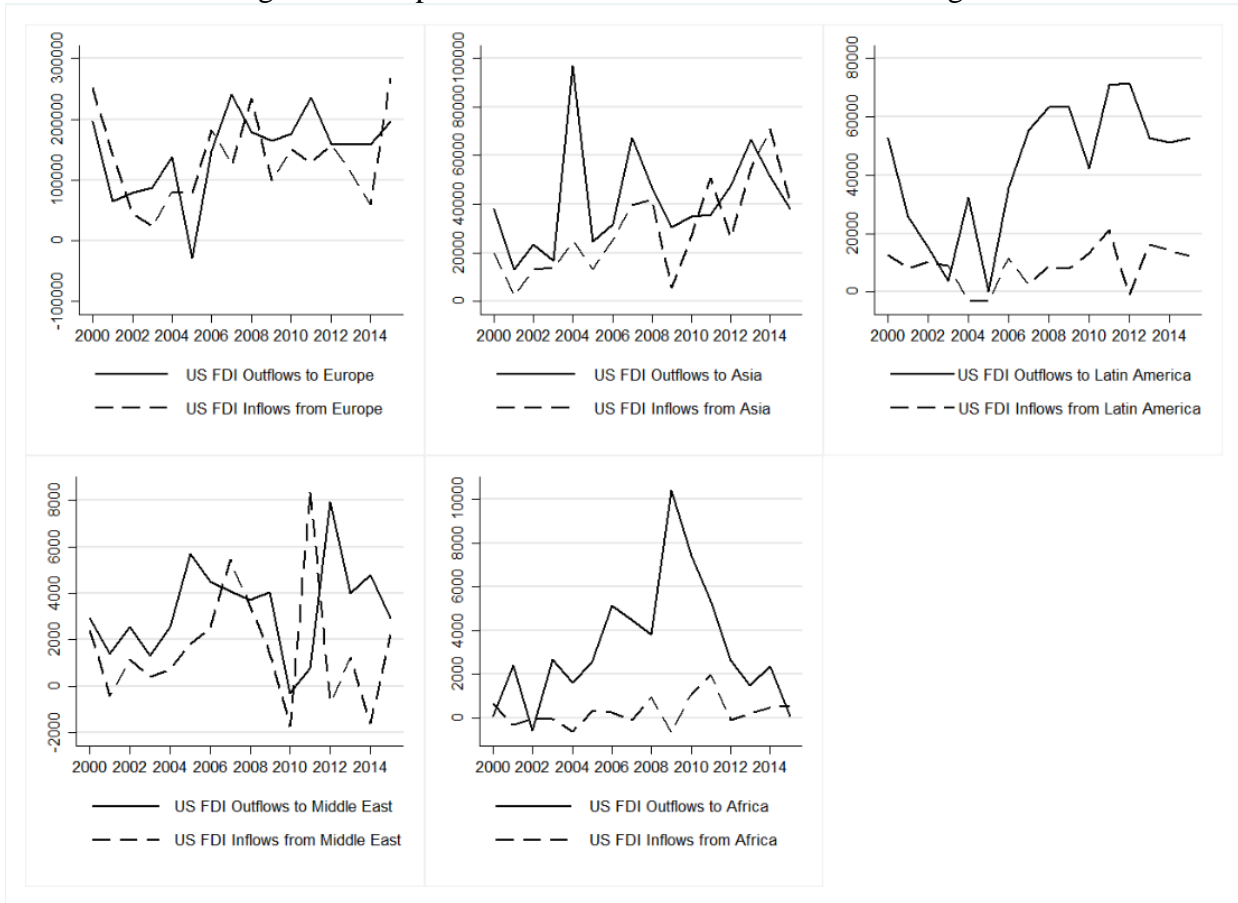 300000
200000
100000
0
-100000
2000 2002 2004 2006 2008 2010 2012 2014
US FDI Outflows to Europe
US FDI Inflows from Europe
100000
80000
60000
40000
20000
0
2000 2002 2004 2006 2008 2010 2012 2014
US FDI Outflows to Asia
US FDI Inflows from Asia
80000
60000
40000
20000
0
2000 2002 2004 2006 2008 2010 2012 2014
US FDI Outflows to Latin America
US FDI Inflows from Latin America
8000
6000
4000
2000
0
-2000
2000 2002 2004 2006 2008 2010 2012 2014
US FDI Outflows to Middle East
US FDI Inflows from Middle East
10000
8000
6000
4000
2000
0
2000 2002 2004 2006 2008 2010 2012 2014
US FDI Outflows to Africa
US FDI Inflows from Africa